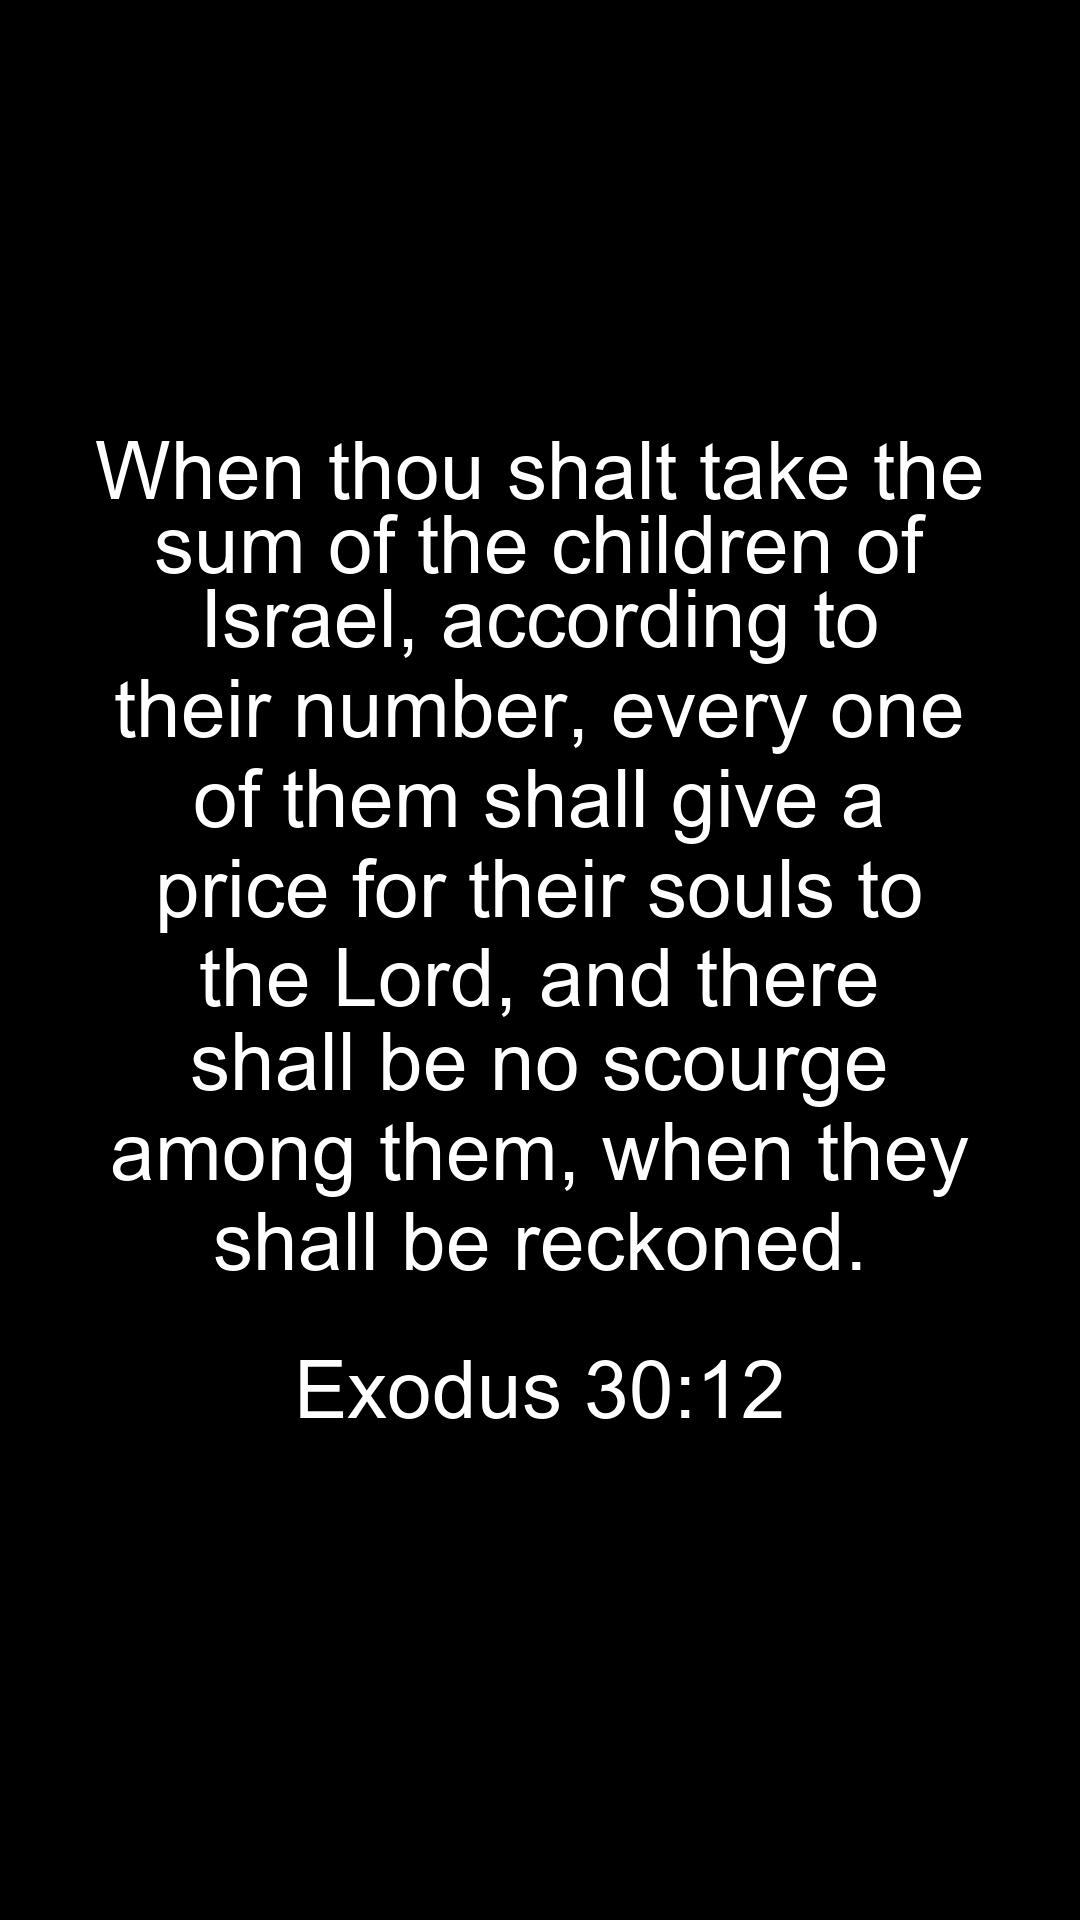 When thou shalt take the
sum of the children of
Israel, according to
their number, every one
of them shall give a
price for their souls to
the Lord, and there
shall be no scourge
among them, when they
shall be reckoned.
Exodus 30:12